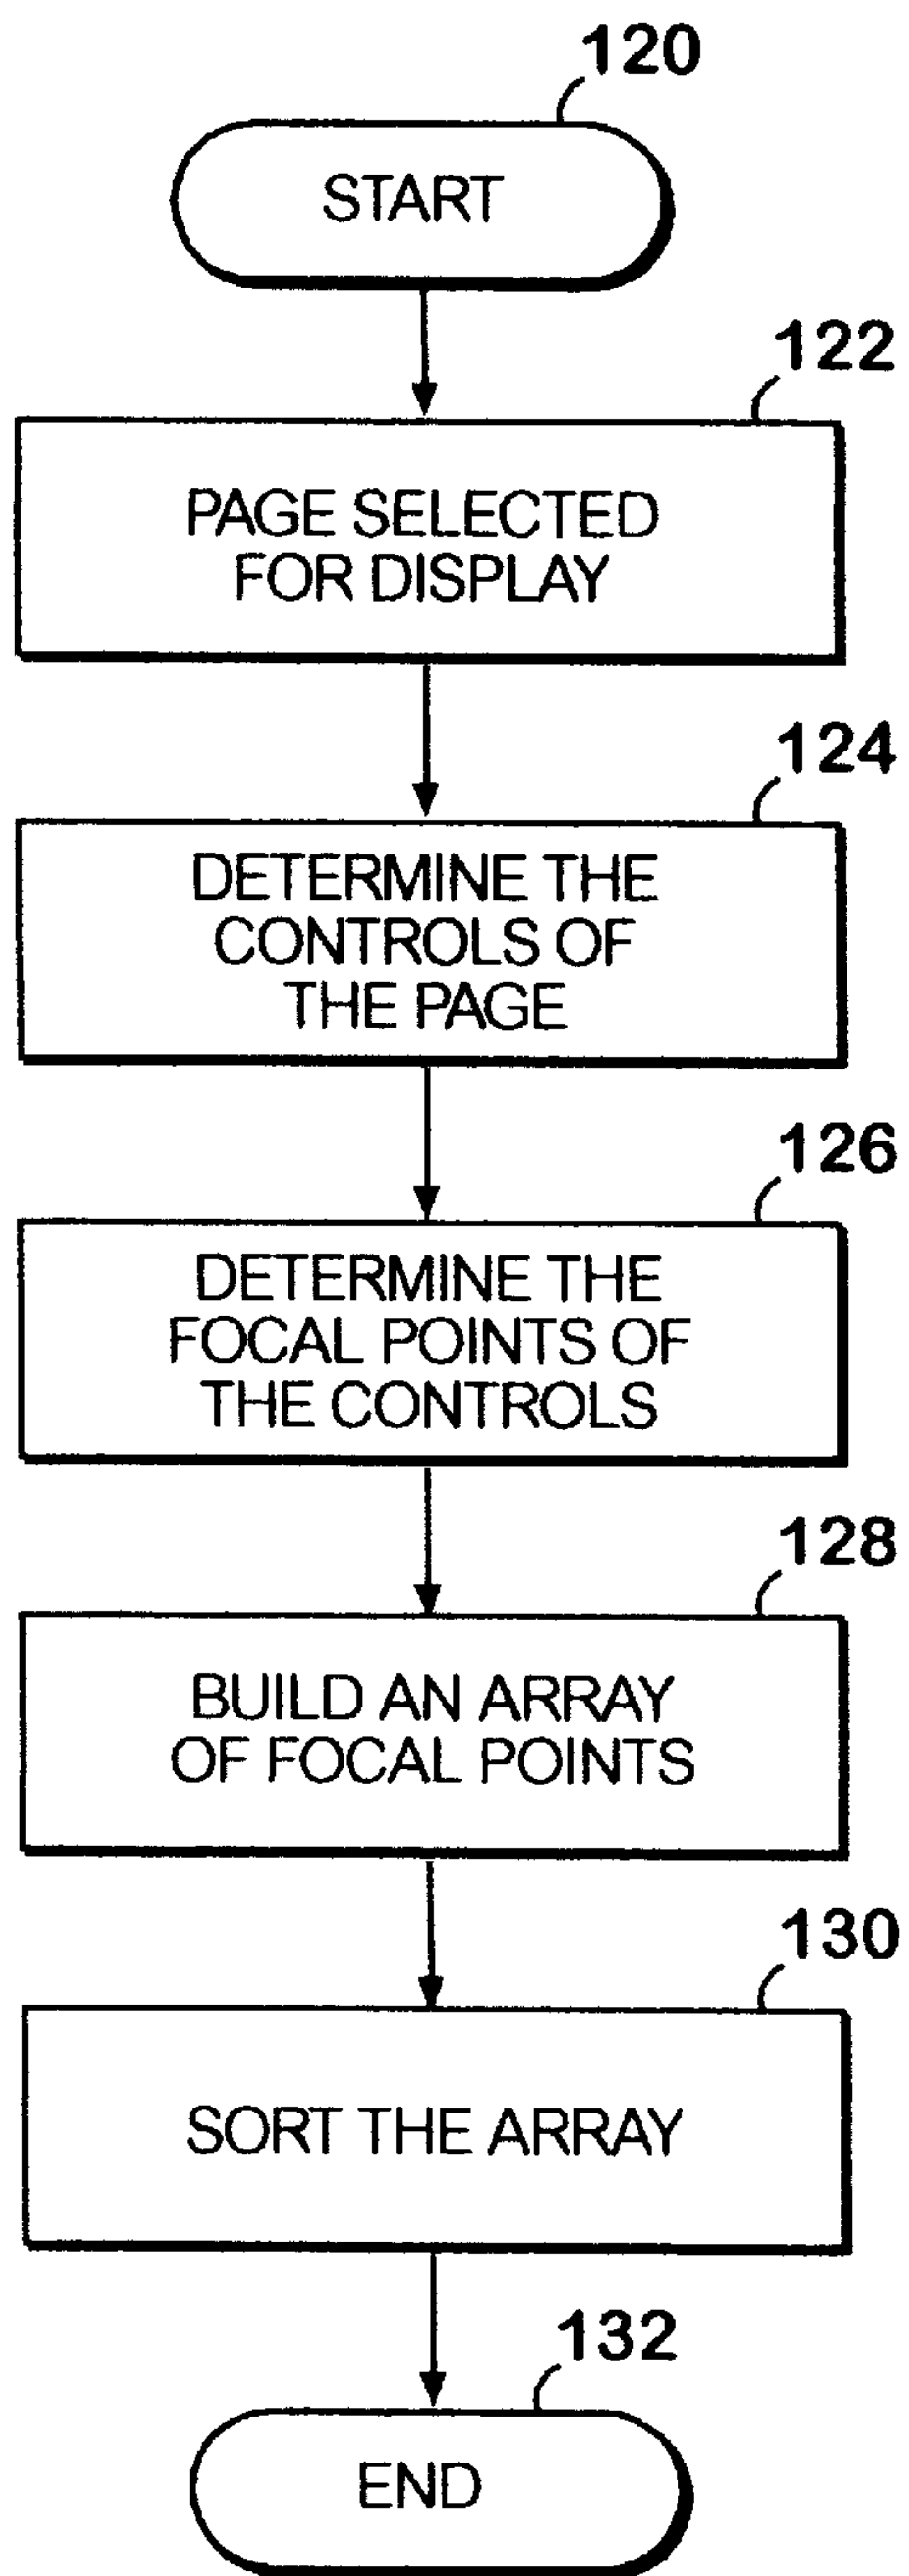 120
START
122
PAGE SELECTED
FOR DISPLAY
124
DETERMINE THE
CONTROLS OF
THE PAGE
126
DETERMINE THE
FOCAL POINTS OF
THE CONTROLS
128
BUILD AN ARRAY
OF FOCAL POINTS
130
SORT THE ARRAY
132
END